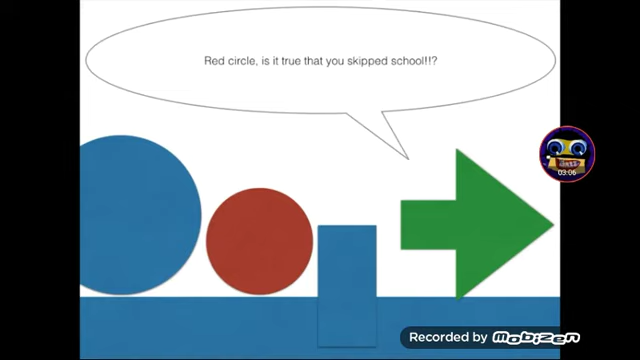 Red circle, is it true that you skipped school!!?
03:06
Recorded by MOBIZEN